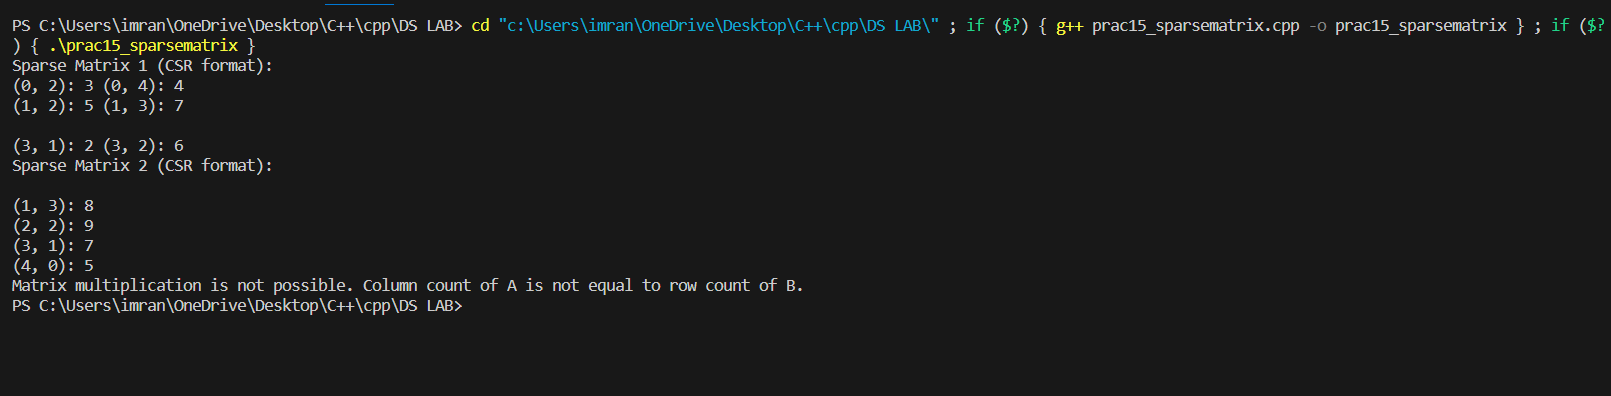 PS C:\Users\imran\OneDrive\Desktop\C++\cpp\DS LAB> cd "c:\Users\imran\OneDrive\Desktop\C++\cpp\DS LAB\" ; if ($?) { g++ prac15_sparsematrix.cpp -o prac15_sparsematrix } ; if ($?
) { .\prac15_sparsematrix }
Sparse Matrix 1 (CSR format):
(0, 2): 3 (0, 4): 4
(1, 2): 5 (1, 3): 7
(3, 1): 2 (3, 2): 6
Sparse Matrix 2 (CSR format):
(1, 3): 8
(2, 2): 9
(3, 1): 7
(4, 0): 5
Matrix multiplication is not possible. Column count of A is not equal to row count of B.
PS C:\Users\imran\OneDrive\Desktop\C++\cpp\DS LAB>